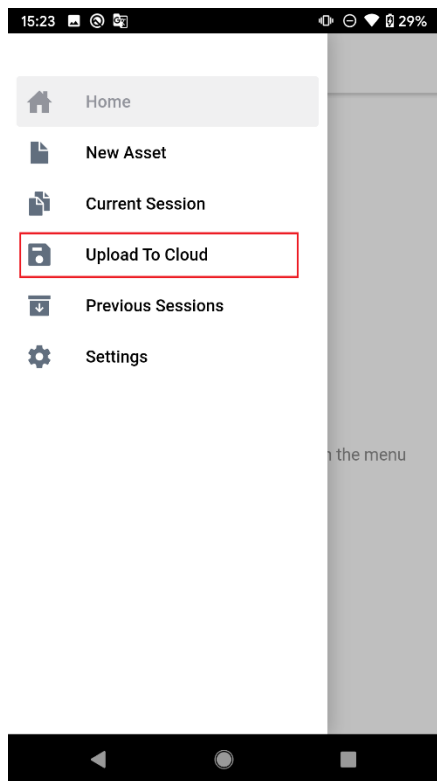 15:23 29%
Home
New Asset
Current Session
Upload To Cloud
Previous Sessions
Settings
the menu